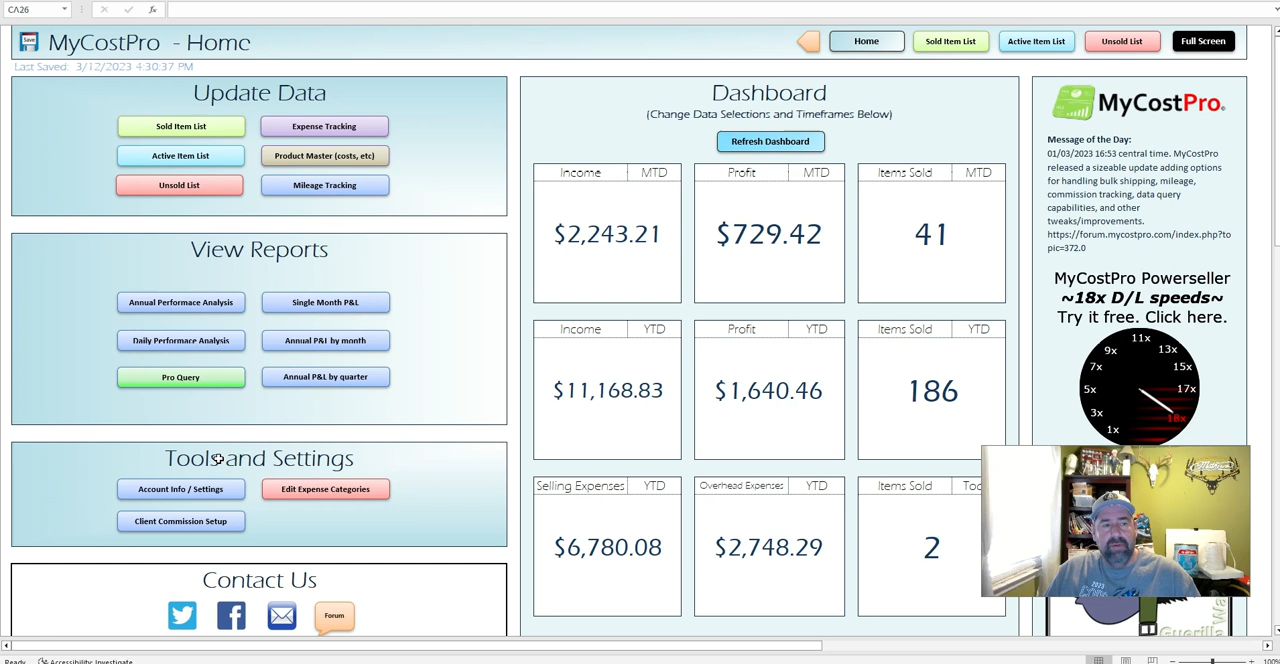 CA26
fx
Save
MyCostPro - Home
Home
Sold Item List
Active Item List
Unsold List
Full Screen
Last Saved: 3/12/2023 4:30:37 PM
Update Data
Sold Item List
Expense Tracking
Active Item List
Product Master (costs, etc)
Unsold List
Mileage Tracking
View Reports
Annual Performace Analysis
Single Month P&L
Daily Performace Analysis
Annual P&L by month
Pro Query
Annual P&L by quarter
Tools and Settings
Account Info / Settings
Edit Expense Categories
Client Commission Setup
Contact Us
Forum
Dashboard
(Change Data Selections and Timeframes Below)
Refresh Dashboard
Income MTD
Profit MTD
Items Sold MTD
$2,243.21
$729.42
41
Income YTD
Profit YTD
Items Sold YTD
$11,168.83
$1,640.46
186
Selling Expenses YTD
Overhead Expenses YTD
Items Sold
$6,780.08
$2,748.29
2
MyCostPro®
Message of the Day:
01/03/2023 16:53 central time. MyCostPro
released a sizeable update adding options
for handling bulk shipping, mileage,
commission tracking, data query
capabilities, and other
tweaks/improvements.
https://forum.mycostpro.com/index.php?to
pic=372.0
MyCostPro Powerseller
~18x D/L speeds~
Try it free. Click here.
11x
9x
13x
7x
15x
5x
17x
3x
18x
1x
2023
Ready
Accessibility: Investigate
100%